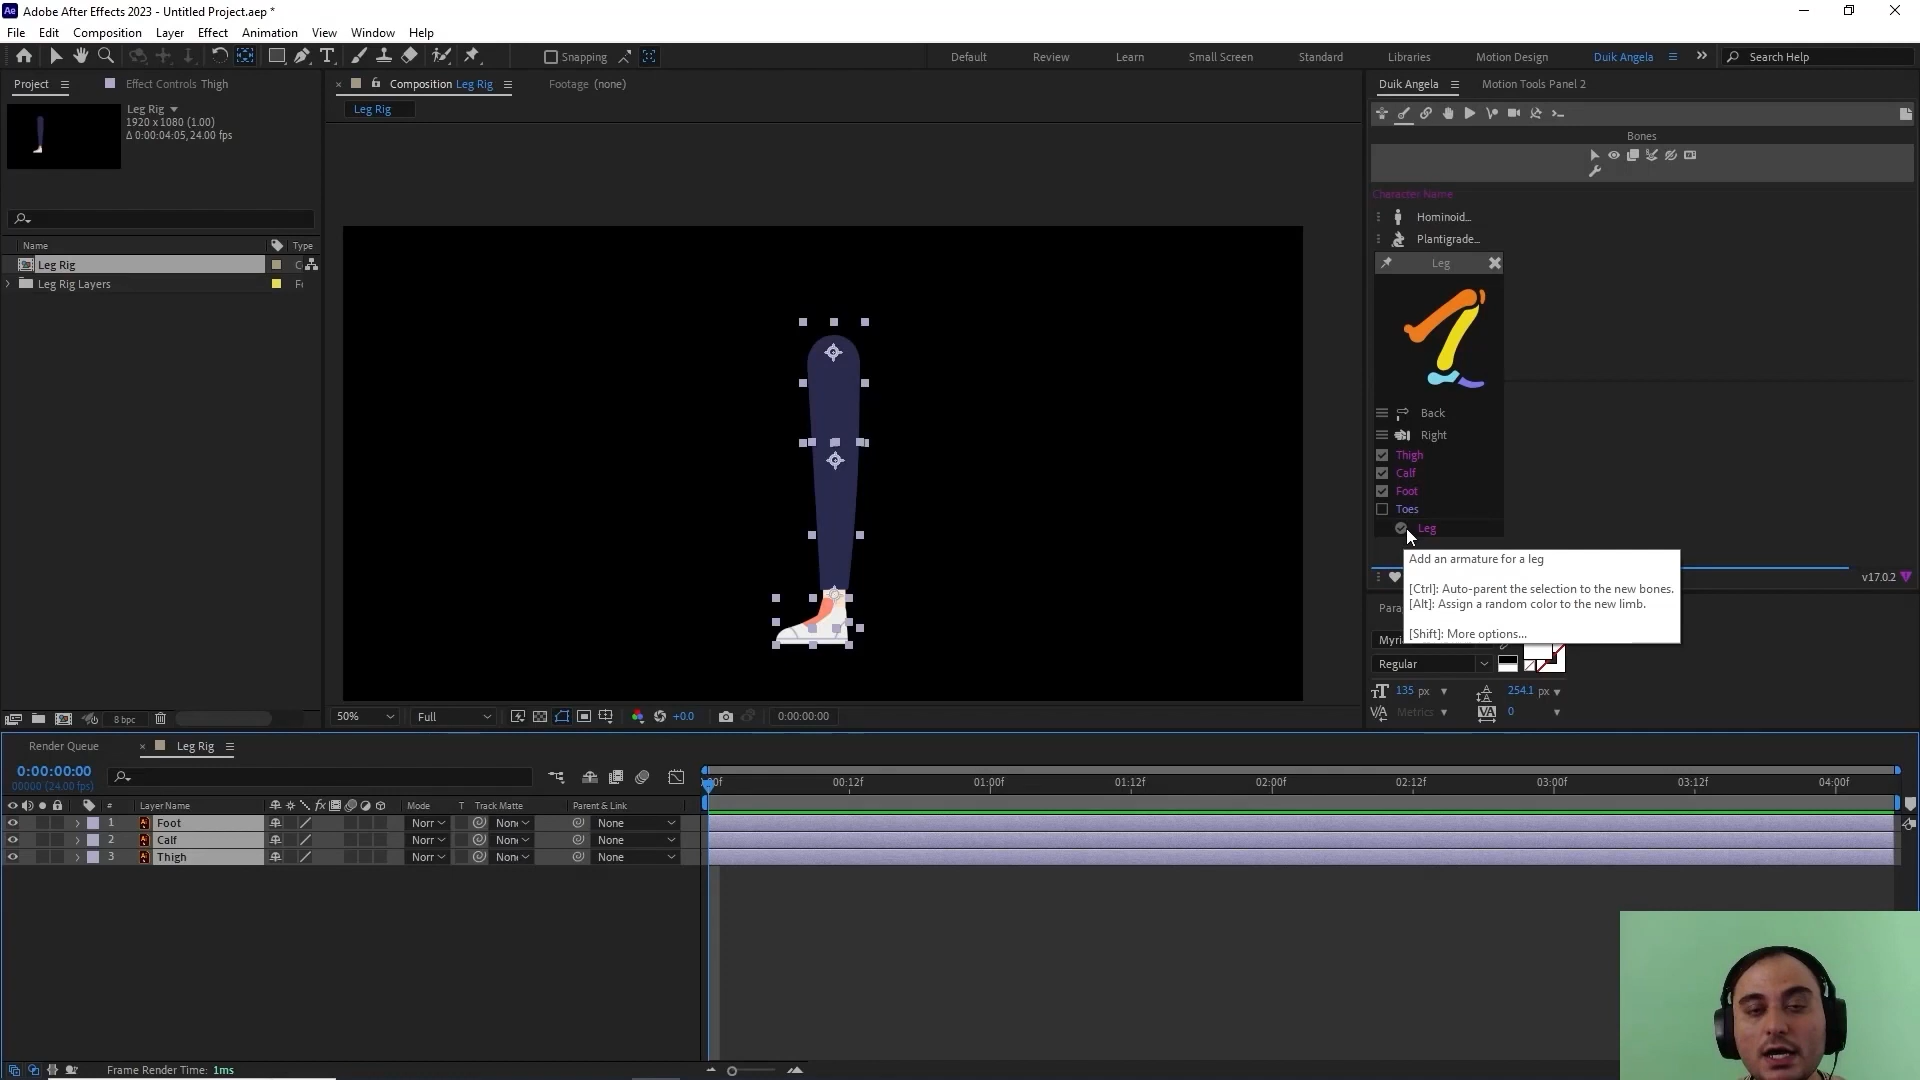 Adobe After Effects 2023 - Untitled Project.aep *
File Edit Composition Layer Effect Animation View Window Help
Snapping
Default Review Learn Small Screen Standard Libraries Motion Design Duik Angela Search Help
Project Effect Controls Thigh
Composition Leg Rig Footage (none)
Duik Angela Motion Tools Panel 2
Leg Rig
1920 x 1080 (1.00)
Δ 0:00:04:05, 24.00 fps
Leg Rig
Bones
Character Name
Hominoid...
Plantigrade...
Leg
Back
Right
Thigh
Calf
Foot
Toes
Leg
Add an armature for a leg
[Ctrl]: Auto-parent the selection to the new bones.
[Alt]: Assign a random color to the new limb.
[Shift]: More options...
v17.0.2
Name Type
Leg Rig
Leg Rig Layers
Para
Myri
Regular
135 px 254.1 px
Metrics 0
8 bpc
50% Full +0.0 0:00:00:00
Render Queue Leg Rig
0:00:00:00
00000 (24.00 fps)
00:12f 01:00f 01:12f 02:00f 02:12f 03:00f 03:12f 04:00f
# Layer Name fx Mode T Track Matte Parent & Link
1 Foot Norr None
2 Calf Norr None
3 Thigh Norr None
Frame Render Time: 1ms